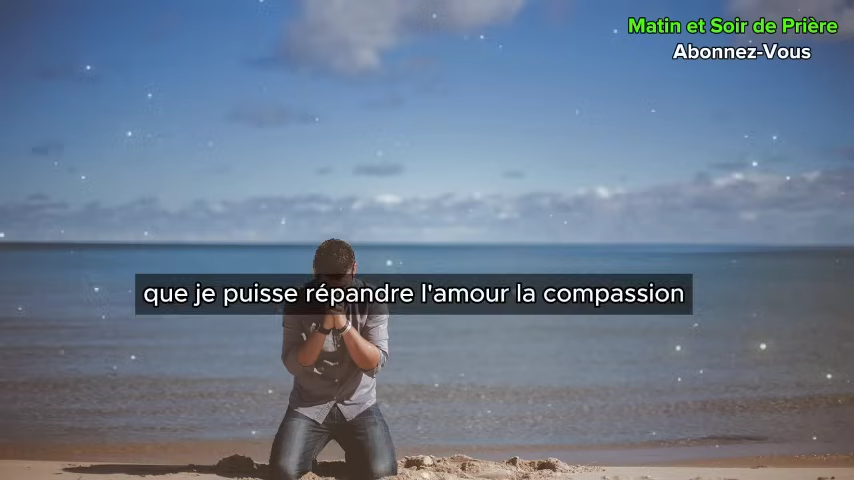 Matin et Soir de Prière
Abonnez-Vous
que je puisse répandre l'amour la compassion